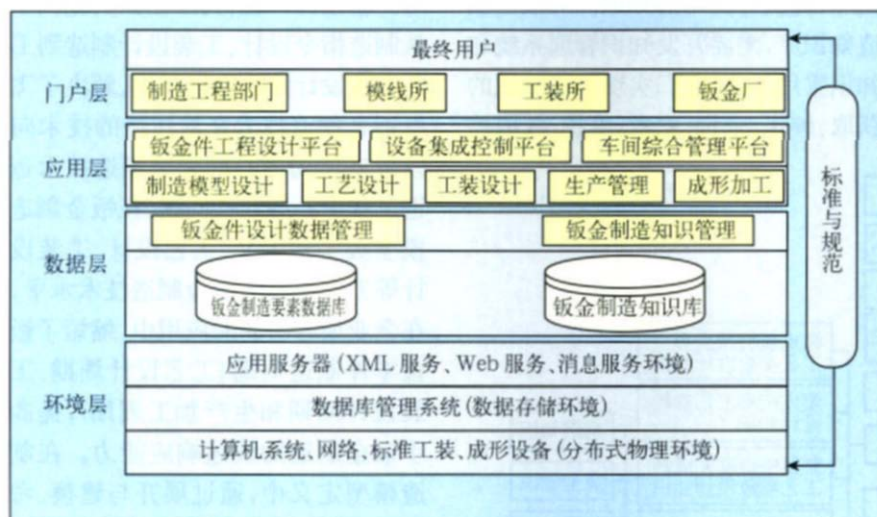 最终用户
门户层
制造工程部门 模线所 工装所 钣金厂
钣金件工程设计平台 设备集成控制平台 车间综合管理平台
应用层
制造模型设计 工艺设计 工装设计 生产管理 成形加工
钣金件设计数据管理 钣金制造知识管理
数据层
钣金制造要素数据库 钣金制造知识库
应用服务器(XML 服务、Web 服务、消息服务环境)
环境层
数据库管理系统(数据存储环境)
计算机系统、网络、标准工装、成形设备(分布式物理环境)
标准与规范